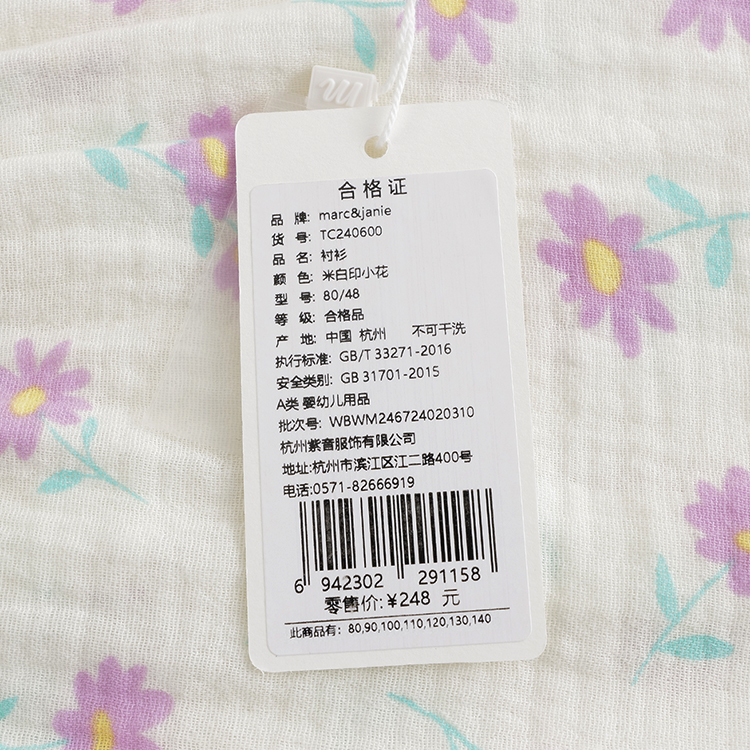 合格证
品 牌: marc&janie
货 号: TC240600
品 名: 衬衫
颜 色: 米白印小花
型 号: 80/48
等 级: 合格品
产 地: 中国 杭州 不可干洗
执行标准: GB/T 33271-2016
安全类别: GB 31701-2015
A类 婴幼儿用品
批次号: WBWM246724020310
杭州紫音服饰有限公司
地址:杭州市滨江区江二路400号
电话:0571-82666919
6 942302 291158
零售价:¥248 元
此商品有: 80,90,100,110,120,130,140